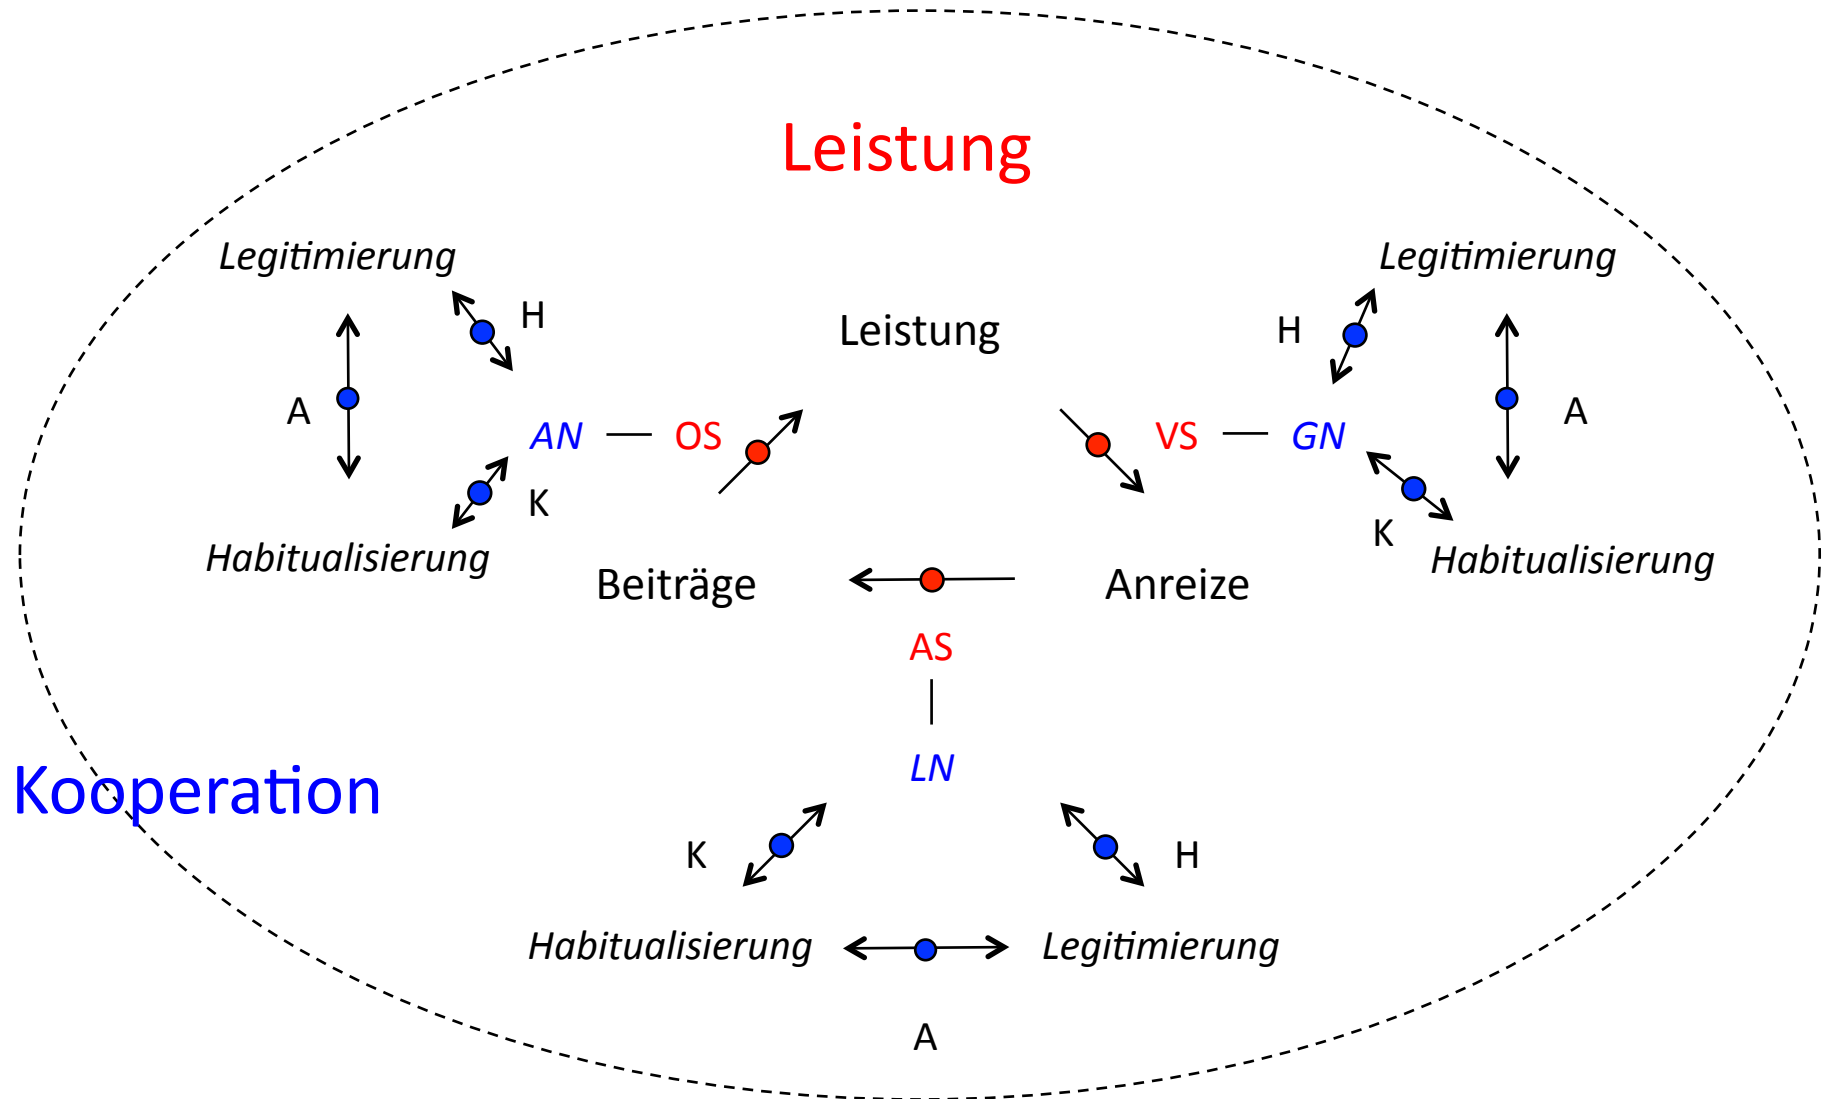 Leistung
Legitimierung
Legitimierung
H
Leistung
H
A
A
AN
OS
VS
GN
K
K
Habitualisierung
Beiträge
Anreize
Habitualisierung
AS
LN
Kooperation
K
H
Habitualisierung
Legitimierung
A